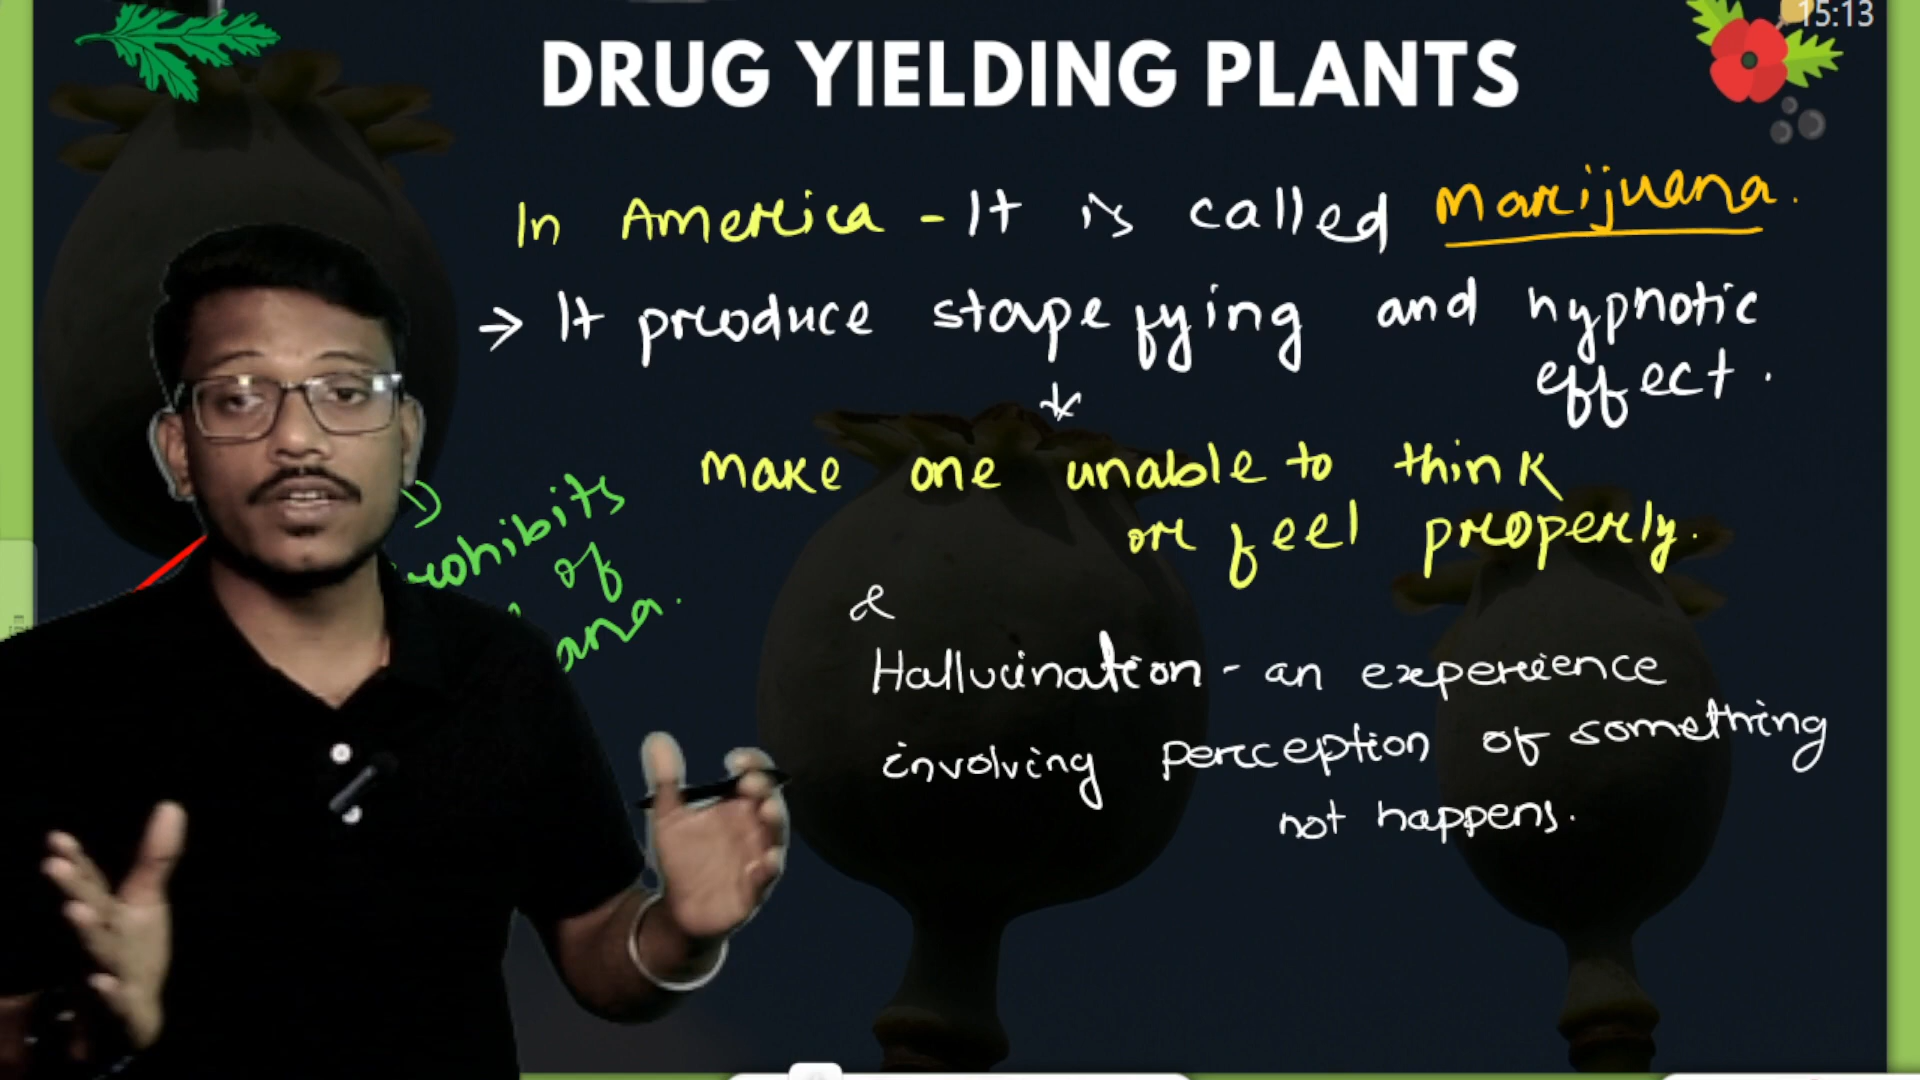 15:13
DRUG YIELDING PLANTS
In America - It is called Marijuana.
→ It produce stupefying and hypnotic
effect.
Make one unable to think
or feel properly.
&
Hallucination - an experience
involving perception of something
not happens.
of